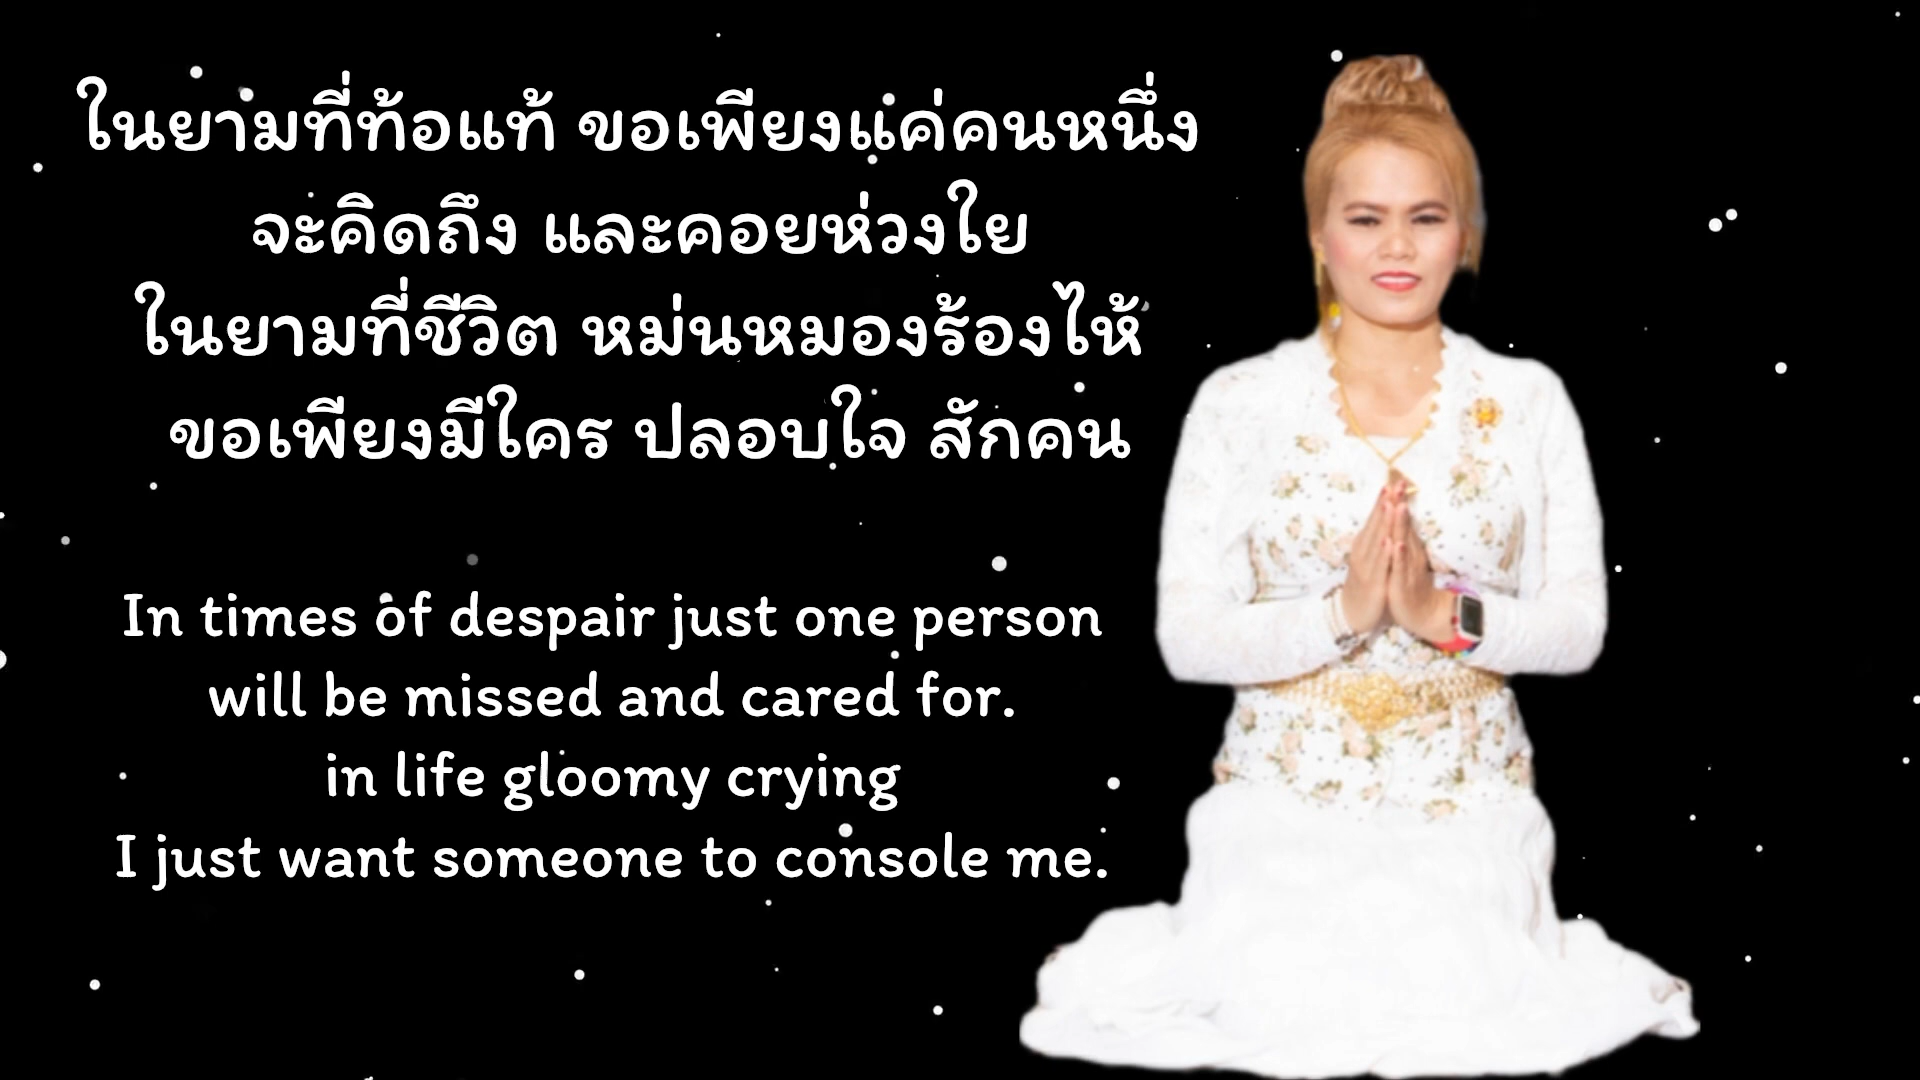 ในยามที่ท้อแท้ ขอเพียงแค่คนหนึ่ง
จะคิดถึง และคอยห่วงใย
ในยามที่ชีวิต หม่นหมองร้องไห้
ขอเพียงมีใคร ปลอบใจ สักคน
In times of despair just one person
will be missed and cared for.
in life gloomy crying
I just want someone to console me.